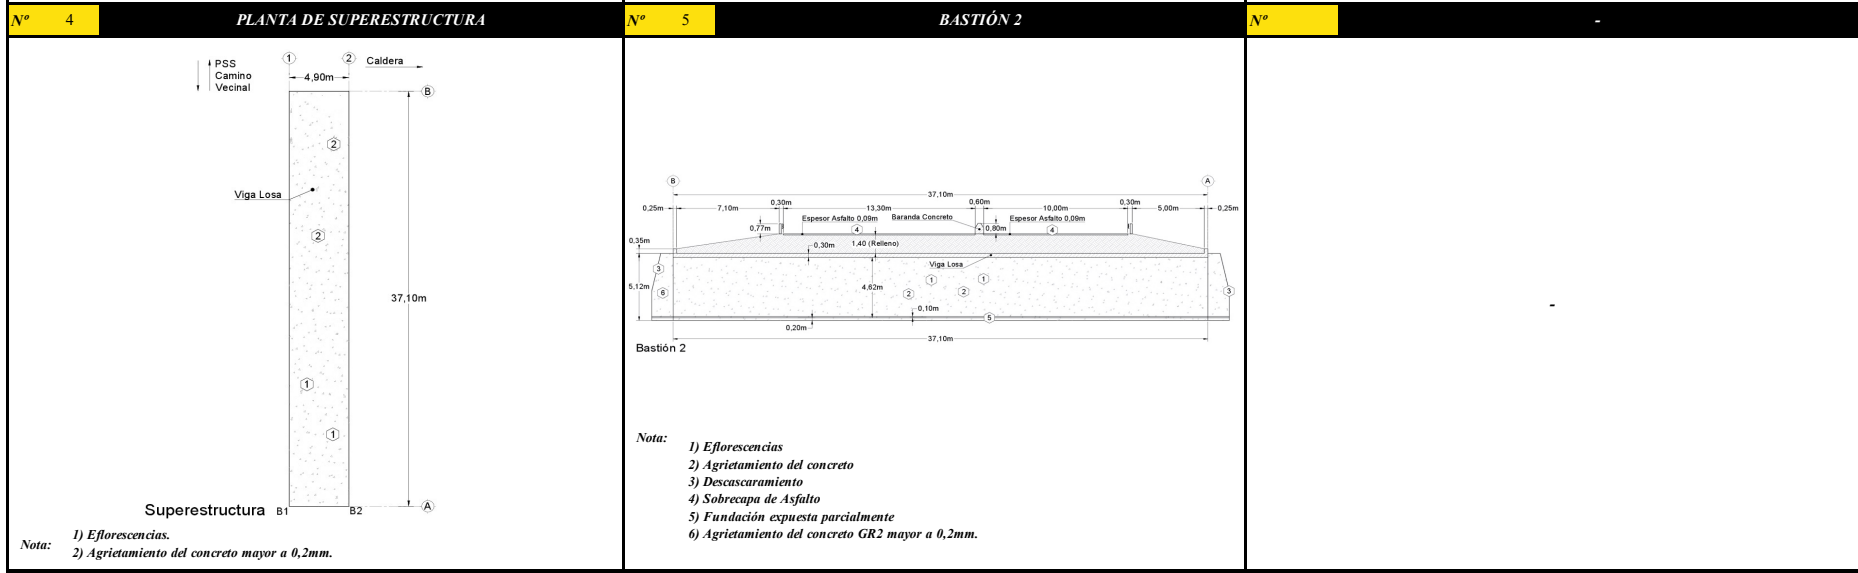 Nº 4 PLANTA DE SUPERESTRUCTURA
1 2
PSS
Camino
Vecinal
Caldera
4,90m
B
2
Viga Losa
2
37,10m
1
1
Superestructura B1 B2 A
Nota:
1) Eflorescencias.
2) Agrietamiento del concreto mayor a 0,2mm.
Nº 5 BASTIÓN 2
B A
37,10m
0,25m 7,10m 0,30m 13,30m 0,60m 10,00m 0,30m 5,00m 0,25m
Espesor Asfalto 0,09m Baranda Concreto Espesor Asfalto 0,09m
0,77m 4 0,80m 4
0,35m 0,30m 1,40 (Relleno)
Viga Losa
3 1 1
5,12m 6 4,62m 2 2 3
0,10m
0,20m 5
37,10m
Bastión 2
Nota:
1) Eflorescencias
2) Agrietamiento del concreto
3) Descascaramiento
4) Sobrecapa de Asfalto
5) Fundación expuesta parcialmente
6) Agrietamiento del concreto GR2 mayor a 0,2mm.
Nº -
-